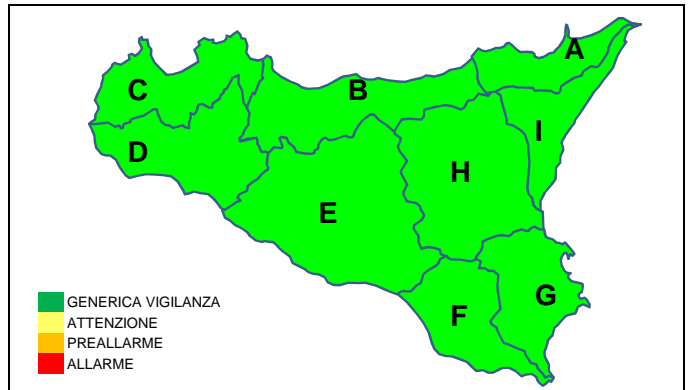 A
B
C
I
D
H
E
G
F
GENERICA VIGILANZA
ATTENZIONE
PREALLARME
ALLARME